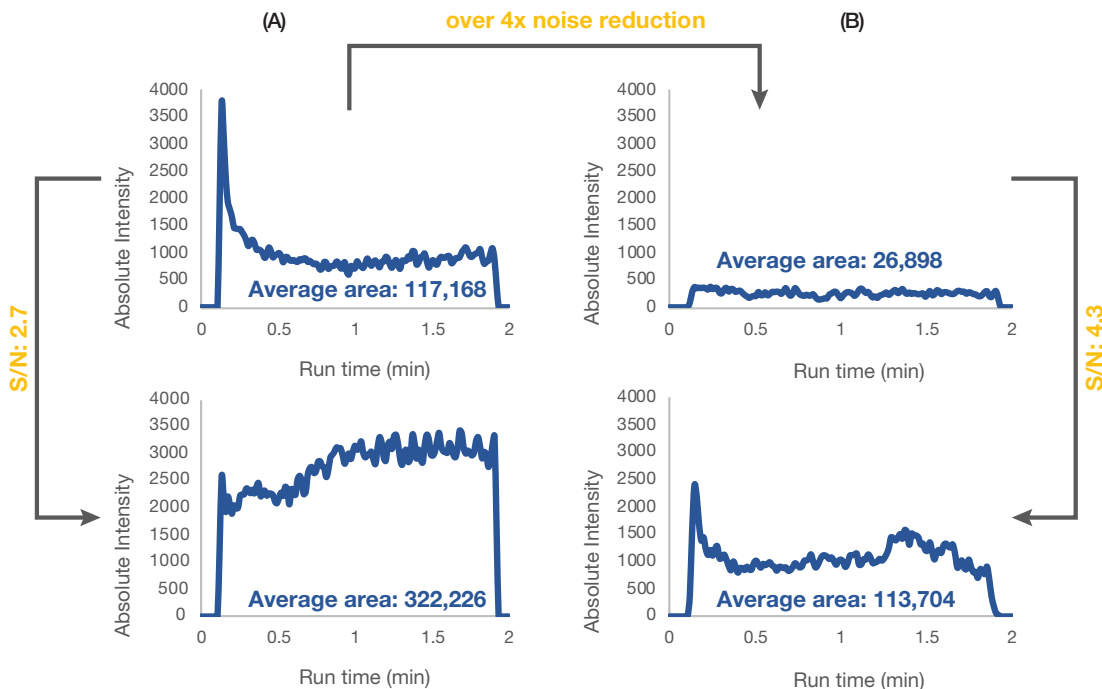 (A)
over 4x noise reduction
(B)
S/N: 2.7
Absolute Intensity
4000
3500
3000
2500
2000
1500
1000
500
0
Average area: 117,168
0 0.5 1 1.5 2
Run time (min)
Absolute Intensity
4000
3500
3000
2500
2000
1500
1000
500
0
Average area: 26,898
0 0.5 1 1.5 2
Run time (min)
S/N: 4.3
Absolute Intensity
4000
3500
3000
2500
2000
1500
1000
500
0
Average area: 322,226
0 0.5 1 1.5 2
Run time (min)
Absolute Intensity
4000
3500
3000
2500
2000
1500
1000
500
0
Average area: 113,704
0 0.5 1 1.5 2
Run time (min)